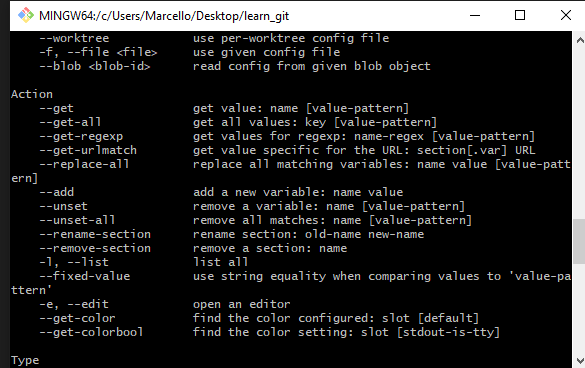 MINGW64:/c/Users/Marcello/Desktop/learn_git
--worktree use per-worktree config file
-f, --file <file> use given config file
--blob <blob-id> read config from given blob object
Action
--get get value: name [value-pattern]
--get-all get all values: key [value-pattern]
--get-regexp get values for regexp: name-regex [value-pattern]
--get-urlmatch get value specific for the URL: section[.var] URL
--replace-all replace all matching variables: name value [value-patt
ern]
--add add a new variable: name value
--unset remove a variable: name [value-pattern]
--unset-all remove all matches: name [value-pattern]
--rename-section rename section: old-name new-name
--remove-section remove a section: name
-l, --list list all
--fixed-value use string equality when comparing values to 'value-pa
ttern'
-e, --edit open an editor
--get-color find the color configured: slot [default]
--get-colorbool find the color setting: slot [stdout-is-tty]
Type